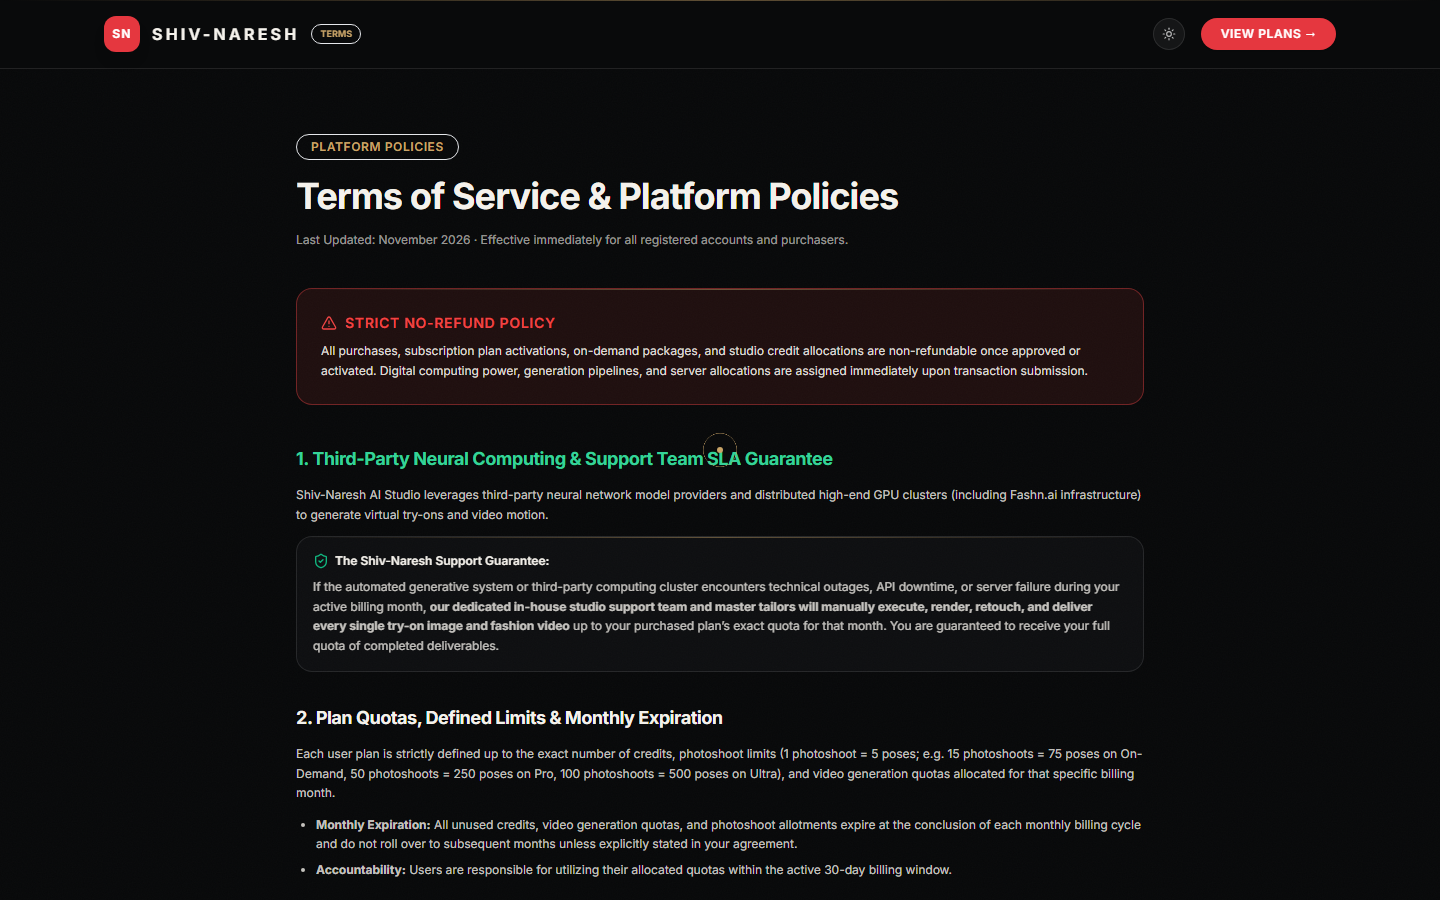 SN SHIV-NARESH TERMS VIEW PLANS →
PLATFORM POLICIES
Terms of Service & Platform Policies
Last Updated: November 2026 · Effective immediately for all registered accounts and purchasers.
STRICT NO-REFUND POLICY
All purchases, subscription plan activations, on-demand packages, and studio credit allocations are non-refundable once approved or
activated. Digital computing power, generation pipelines, and server allocations are assigned immediately upon transaction submission.
1. Third-Party Neural Computing & Support Team SLA Guarantee
Shiv-Naresh AI Studio leverages third-party neural network model providers and distributed high-end GPU clusters (including Fashn.ai infrastructure)
to generate virtual try-ons and video motion.
The Shiv-Naresh Support Guarantee:
If the automated generative system or third-party computing cluster encounters technical outages, API downtime, or server failure during your
active billing month, our dedicated in-house studio support team and master tailors will manually execute, render, retouch, and deliver
every single try-on image and fashion video up to your purchased plan's exact quota for that month. You are guaranteed to receive your full
quota of completed deliverables.
2. Plan Quotas, Defined Limits & Monthly Expiration
Each user plan is strictly defined up to the exact number of credits, photoshoot limits (1 photoshoot = 5 poses; e.g. 15 photoshoots = 75 poses on On-
Demand, 50 photoshoots = 250 poses on Pro, 100 photoshoots = 500 poses on Ultra), and video generation quotas allocated for that specific billing
month.
• Monthly Expiration: All unused credits, video generation quotas, and photoshoot allotments expire at the conclusion of each monthly billing cycle
and do not roll over to subsequent months unless explicitly stated in your agreement.
• Accountability: Users are responsible for utilizing their allocated quotas within the active 30-day billing window.